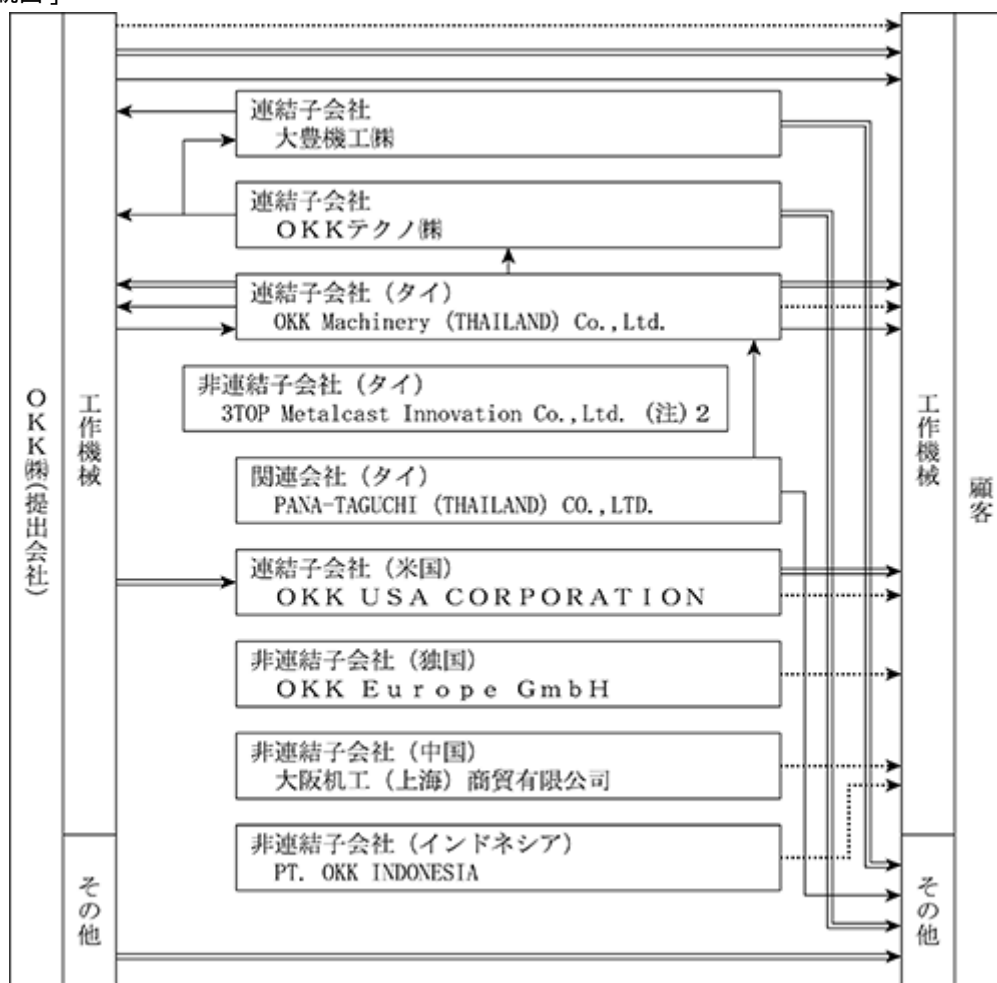 OKK㈱(提出会社)
工作機械
その他
連結子会社
大豊機工㈱
連結子会社
OKKテクノ㈱
連結子会社(タイ)
OKK Machinery (THAILAND) Co.,Ltd.
非連結子会社(タイ)
3TOP Metalcast Innovation Co.,Ltd. (注)2
関連会社(タイ)
PANA-TAGUCHI (THAILAND) CO.,LTD.
連結子会社(米国)
OKK USA CORPORATION
非連結子会社(独国)
OKK Europe GmbH
非連結子会社(中国)
大阪机工(上海)商貿有限公司
非連結子会社(インドネシア)
PT. OKK INDONESIA
工作機械
その他
顧客